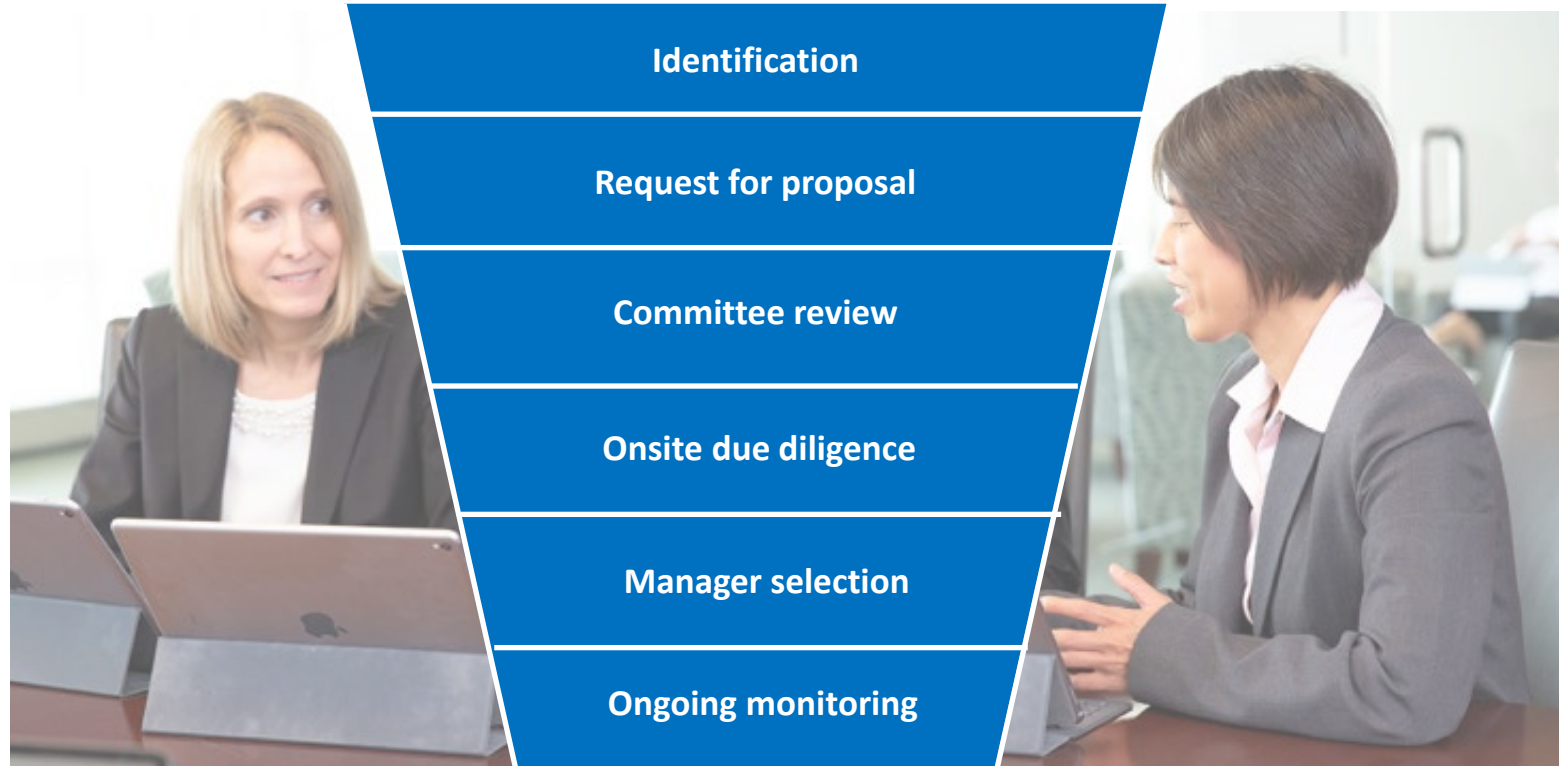 Identification
Request for proposal
Committee review
Onsite due diligence
Manager selection
Ongoing monitoring